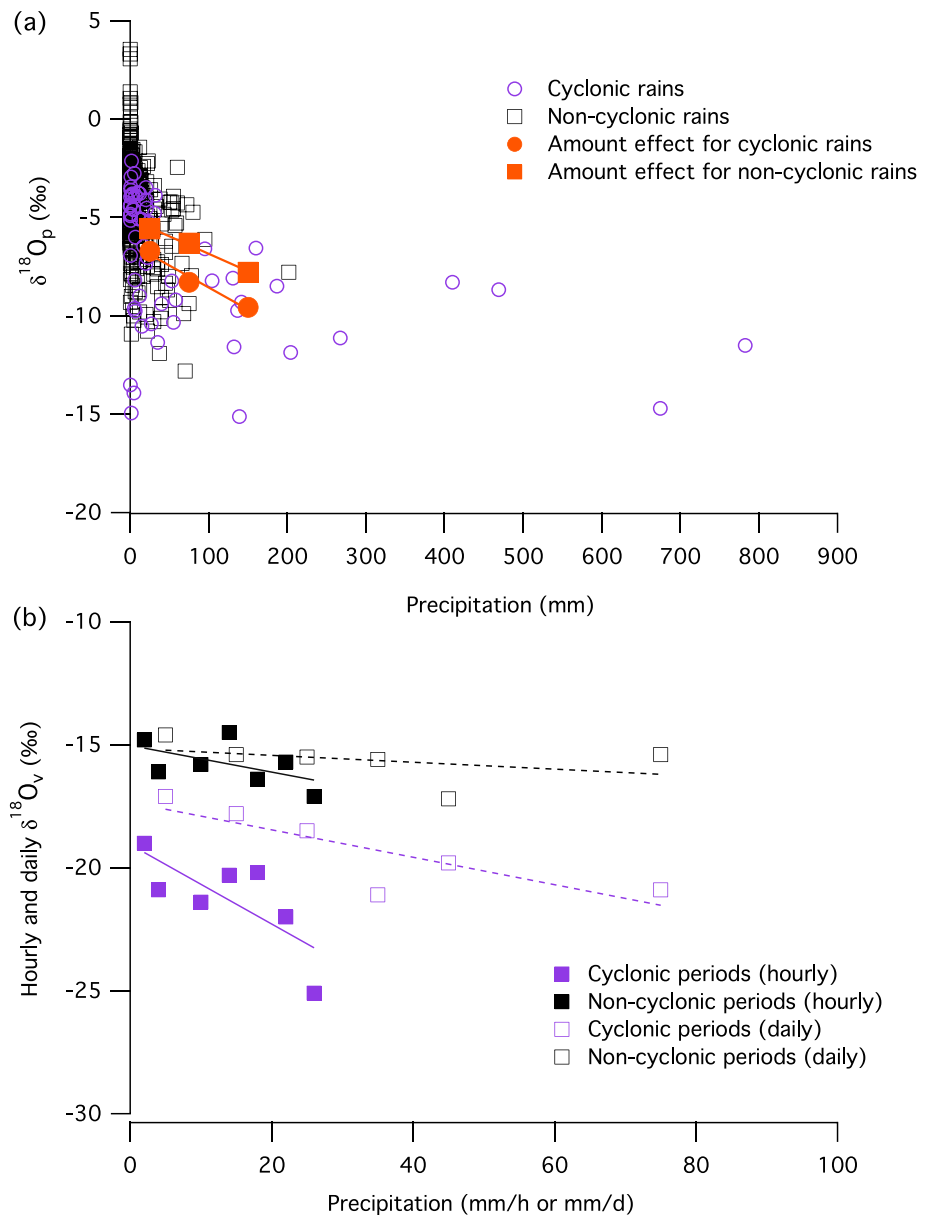 (a)
5
0
-5
-10
-15
-20
δ18Op (‰)
Cyclonic rains
Non-cyclonic rains
Amount effect for cyclonic rains
Amount effect for non-cyclonic rains
0 100 200 300 400 500 600 700 800 900
Precipitation (mm)
(b)
-10
-15
-20
-25
-30
Hourly and daily δ18Ov (‰)
Cyclonic periods (hourly)
Non-cyclonic periods (hourly)
Cyclonic periods (daily)
Non-cyclonic periods (daily)
0 20 40 60 80 100
Precipitation (mm/h or mm/d)